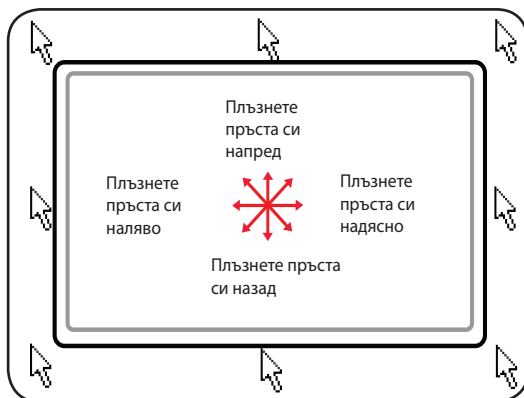 Плъзнете
пръста си
напред
Плъзнете
пръста си
наляво
Плъзнете
пръста си
надясно
Плъзнете пръста
си назад